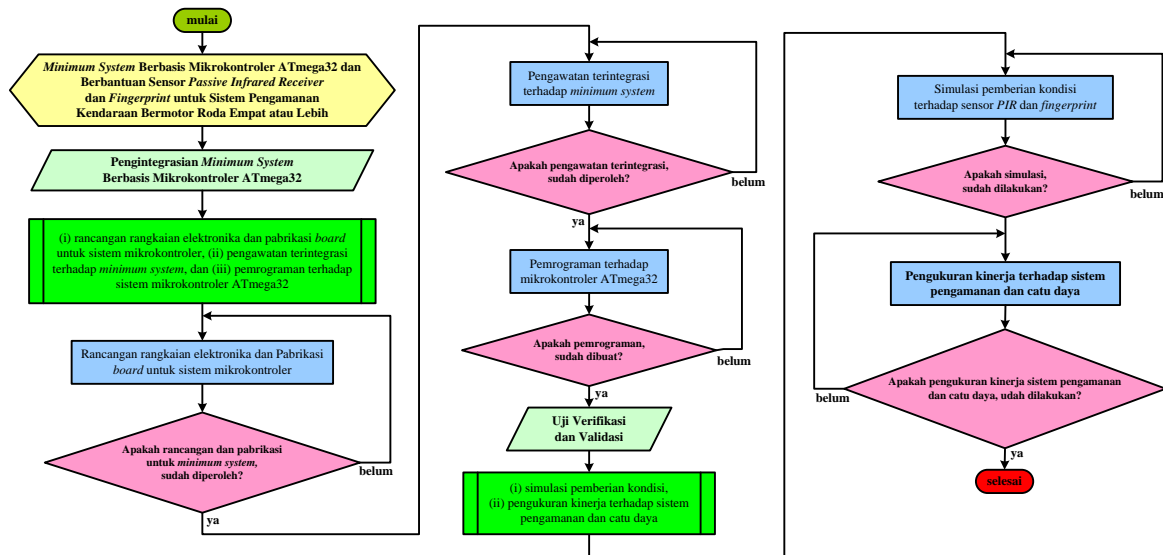 mulai
Minimum System Berbasis Mikrokontroler ATmega32 dan
Berbantuan Sensor Passive Infrared Receiver
dan Fingerprint untuk Sistem Pengamanan
Kendaraan Bermotor Roda Empat atau Lebih
Pengintegrasian Minimum System
Berbasis Mikrokontroler ATmega32
(i) rancangan rangkaian elektronika dan pabrikasi board
untuk sistem mikrokontroler, (ii) pengawatan terintegrasi
terhadap minimum system, dan (iii) pemrograman terhadap
sistem mikrokontroler ATmega32
Rancangan rangkaian elektronika dan Pabrikasi
board untuk sistem mikrokontroler
Apakah rancangan dan pabrikasi
untuk minimum system,
sudah diperoleh?
belum
ya
Pengawatan terintegrasi
terhadap minimum system
Apakah pengawatan terintegrasi,
sudah diperoleh?
belum
ya
Pemrograman terhadap
mikrokontroler ATmega32
Apakah pemrograman,
sudah dibuat?
belum
ya
Uji Verifikasi
dan Validasi
(i) simulasi pemberian kondisi,
(ii) pengukuran kinerja terhadap sistem
pengamanan dan catu daya
Simulasi pemberian kondisi
terhadap sensor PIR dan fingerprint
Apakah simulasi,
sudah dilakukan?
belum
Pengukuran kinerja terhadap sistem
pengamanan dan catu daya
Apakah pengukuran kinerja sistem pengamanan
dan catu daya, udah dilakukan?
belum
ya
selesai